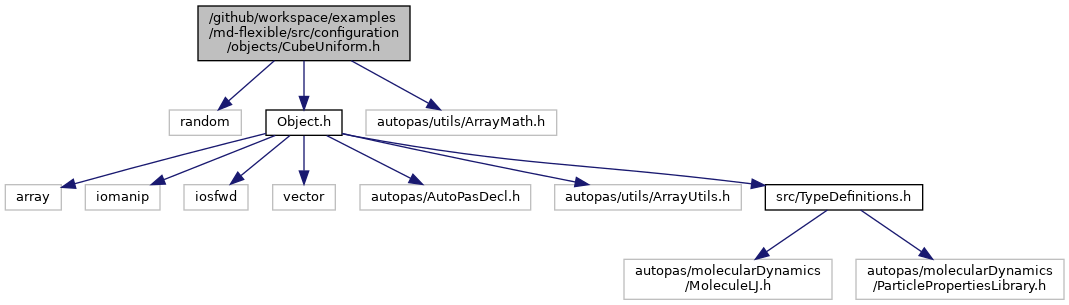 /github/workspace/examples
/md-flexible/src/configuration
/objects/CubeUniform.h
random
Object.h
autopas/utils/ArrayMath.h
array
iomanip
iosfwd
vector
autopas/AutoPasDecl.h
autopas/utils/ArrayUtils.h
src/TypeDefinitions.h
autopas/molecularDynamics
/MoleculeLJ.h
autopas/molecularDynamics
/ParticlePropertiesLibrary.h